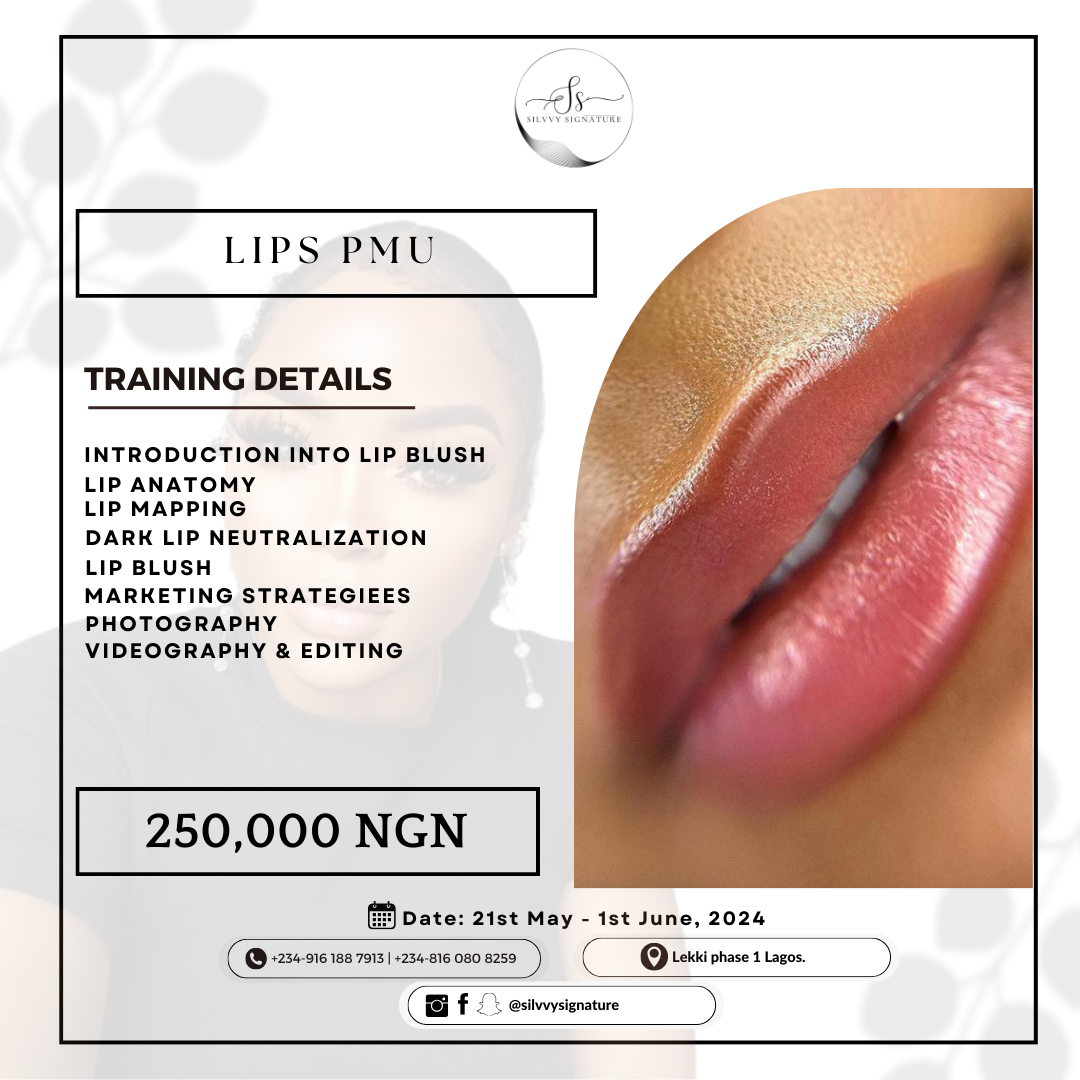 Ss
SILVVY SIGNATURE
LIPS PMU
TRAINING DETAILS
INTRODUCTION INTO LIP BLUSH
LIP ANATOMY
LIP MAPPING
DARK LIP NEUTRALIZATION
LIP BLUSH
MARKETING STRATEGIEES
PHOTOGRAPHY
VIDEOGRAPHY & EDITING
250,000 NGN
Date: 21st May - 1st June, 2024
+234-916 188 7913 | +234-816 080 8259
Lekki phase 1 Lagos.
@silvvysignature